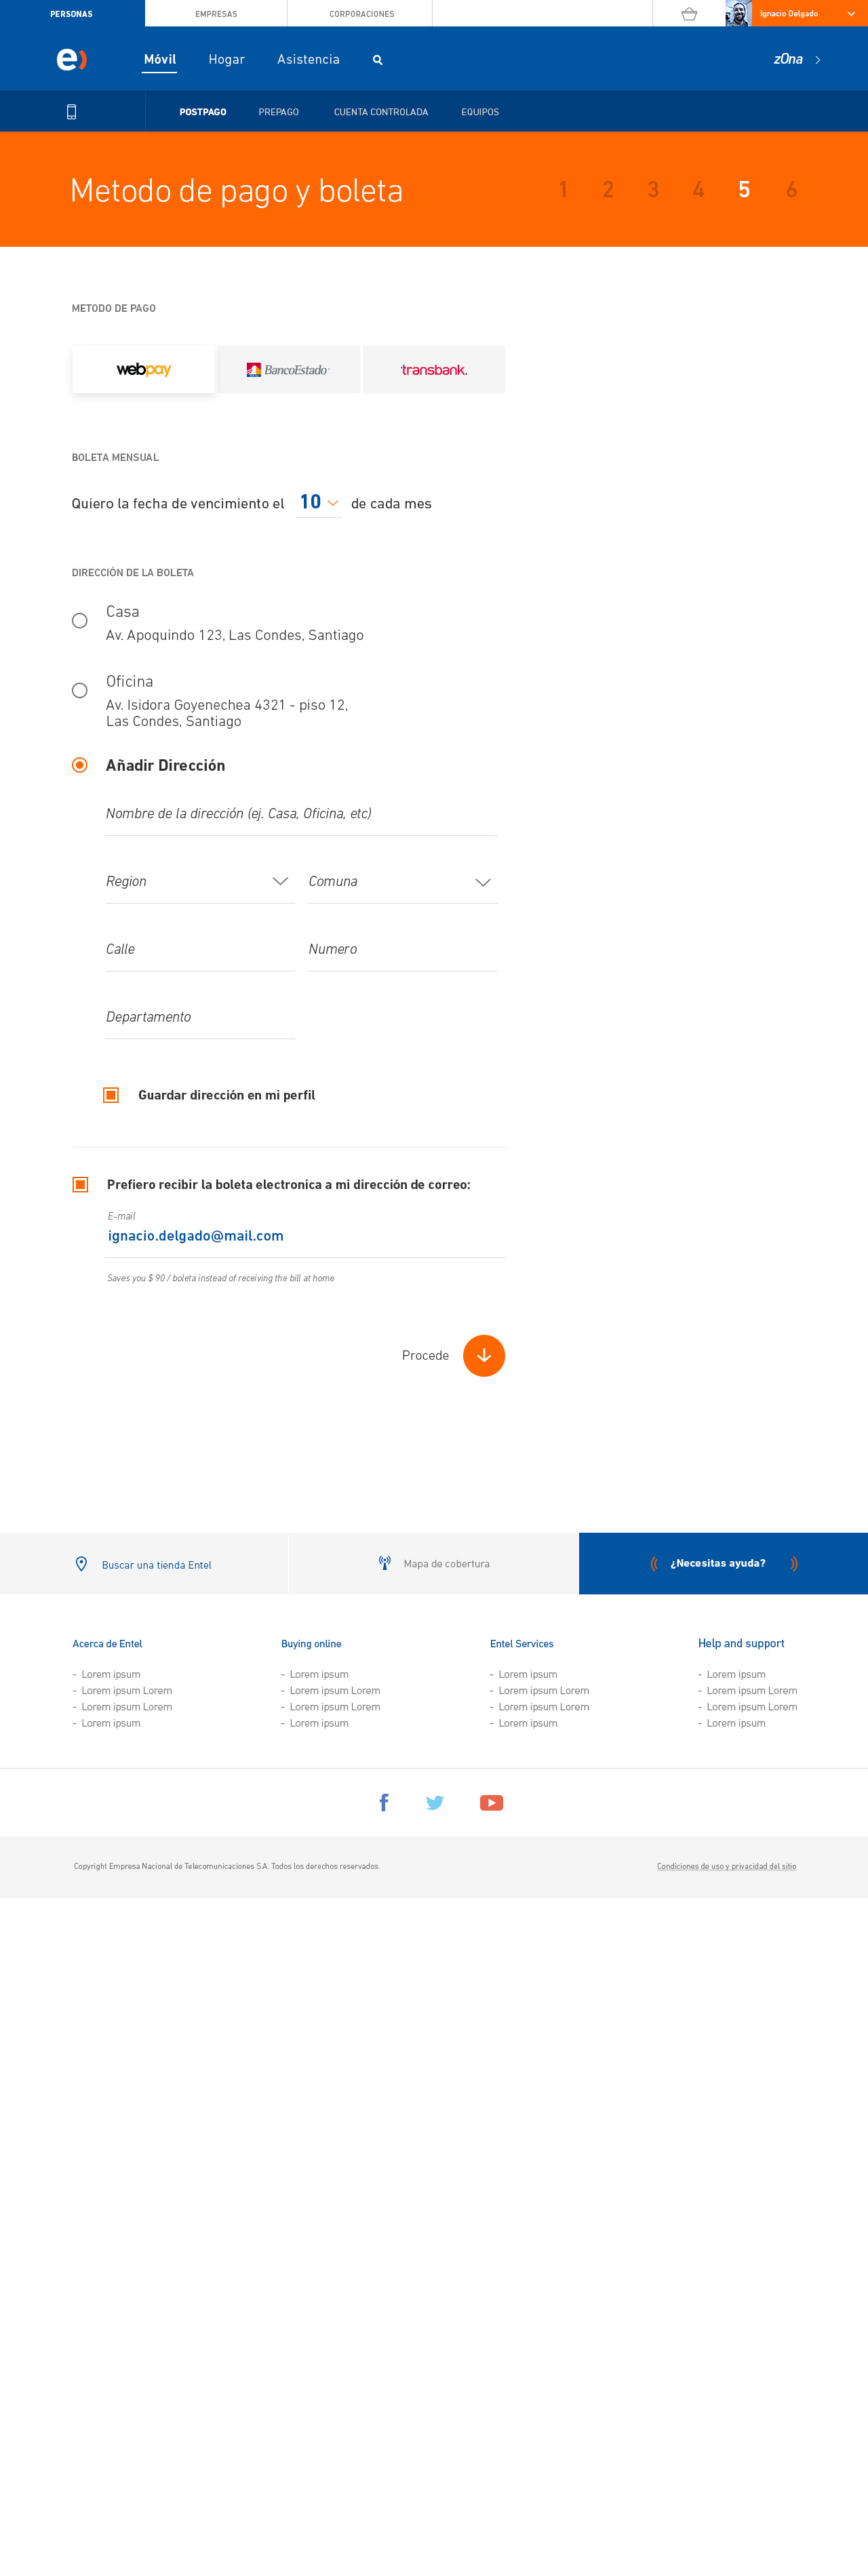 PERSONAS EMPRESAS CORPORACIONES Ignacio Delgado
e) Móvil Hogar Asistencia zOna
POSTPAGO PREPAGO CUENTA CONTROLADA EQUIPOS
Metodo de pago y boleta 1 2 3 4 5 6
METODO DE PAGO
webpay BancoEstado transbank.
BOLETA MENSUAL
Quiero la fecha de vencimiento el 10 de cada mes
DIRECCIÓN DE LA BOLETA
Casa
Av. Apoquindo 123, Las Condes, Santiago
Oficina
Av. Isidora Goyenechea 4321 - piso 12,
Las Condes, Santiago
Añadir Dirección
Nombre de la dirección (ej. Casa, Oficina, etc)
Region Comuna
Calle Numero
Departamento
Guardar dirección en mi perfil
Prefiero recibir la boleta electronica a mi dirección de correo:
E-mail
ignacio.delgado@mail.com
Saves you $ 90 / boleta instead of receiving the bill at home
Procede
Buscar una tienda Entel Mapa de cobertura ¿Necesitas ayuda?
Acerca de Entel Buying online Entel Services Help and support
- Lorem ipsum - Lorem ipsum - Lorem ipsum - Lorem ipsum
- Lorem ipsum Lorem - Lorem ipsum Lorem - Lorem ipsum Lorem - Lorem ipsum Lorem
- Lorem ipsum Lorem - Lorem ipsum Lorem - Lorem ipsum Lorem - Lorem ipsum Lorem
- Lorem ipsum - Lorem ipsum - Lorem ipsum - Lorem ipsum
Copyright Empresa Nacional de Telecomunicaciones S.A. Todos los derechos reservados. Condiciones de uso y privacidad del sitio